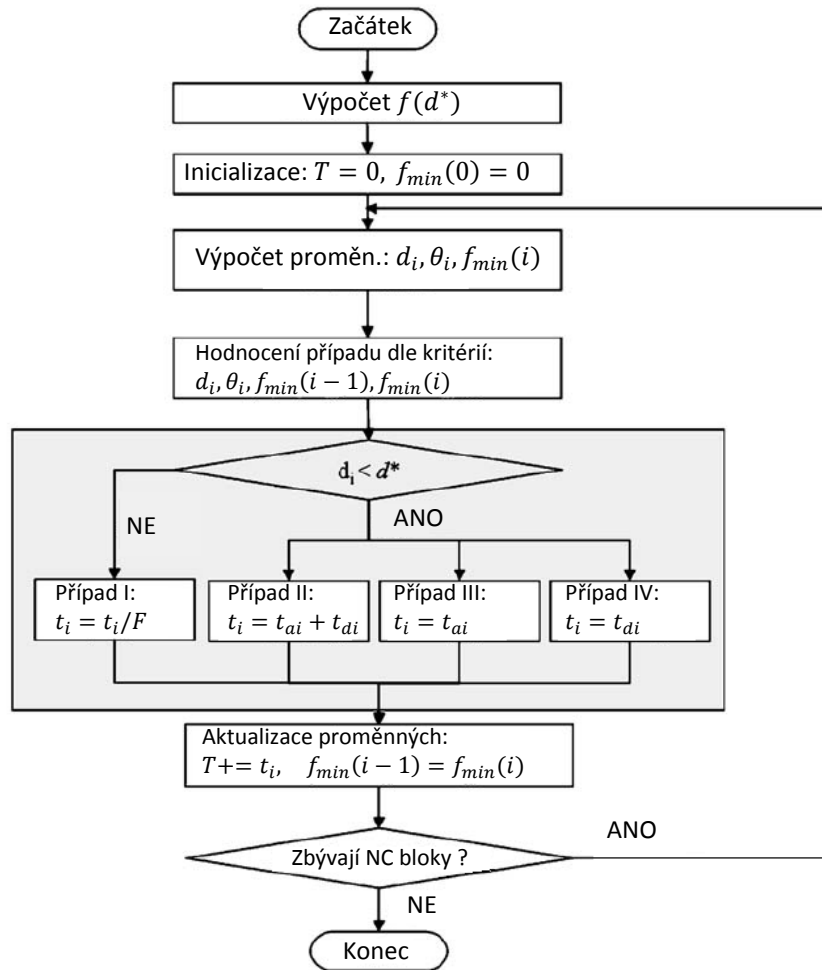 Začátek
Výpočet f(d*)
Inicializace: T = 0, f_min(0) = 0
Výpočet proměn.: d_i, θ_i, f_min(i)
Hodnocení případu dle kritérií:
d_i, θ_i, f_min(i − 1), f_min(i)
d_i < d*
NE
ANO
Případ I:
t_i = t_i/F
Případ II:
t_i = t_ai + t_di
Případ III:
t_i = t_ai
Případ IV:
t_i = t_di
Aktualizace proměnných:
T+= t_i, f_min(i − 1) = f_min(i)
Zbývají NC bloky ?
ANO
NE
Konec